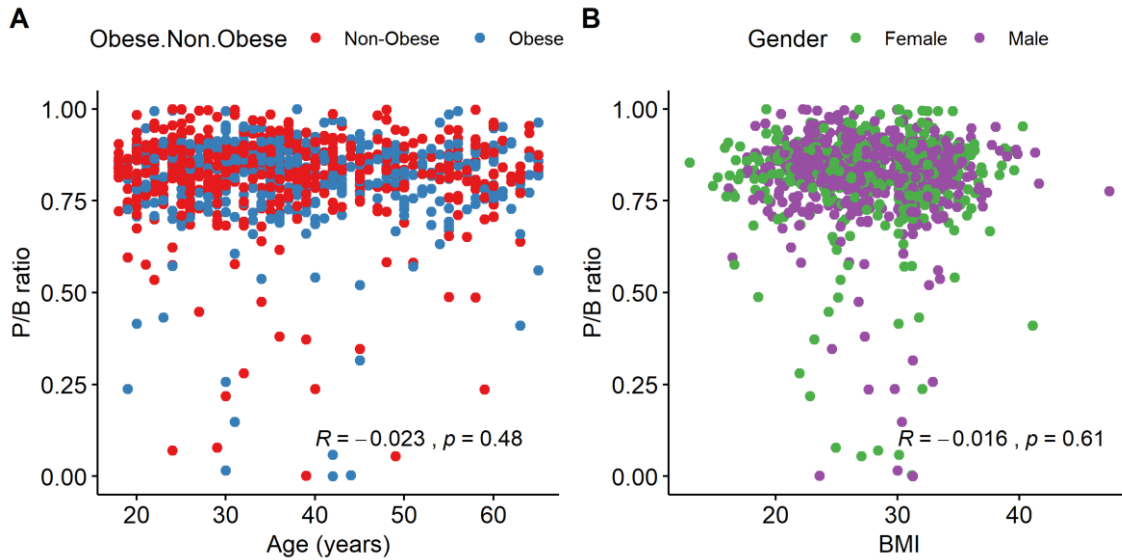 A
Obese.Non.Obese Non-Obese Obese
1.00
0.75
0.50
0.25
0.00
P/B ratio
R = −0.023 , p = 0.48
20 30 40 50 60
Age (years)
B
Gender Female Male
1.00
0.75
0.50
0.25
0.00
P/B ratio
R = −0.016 , p = 0.61
20 30 40
BMI